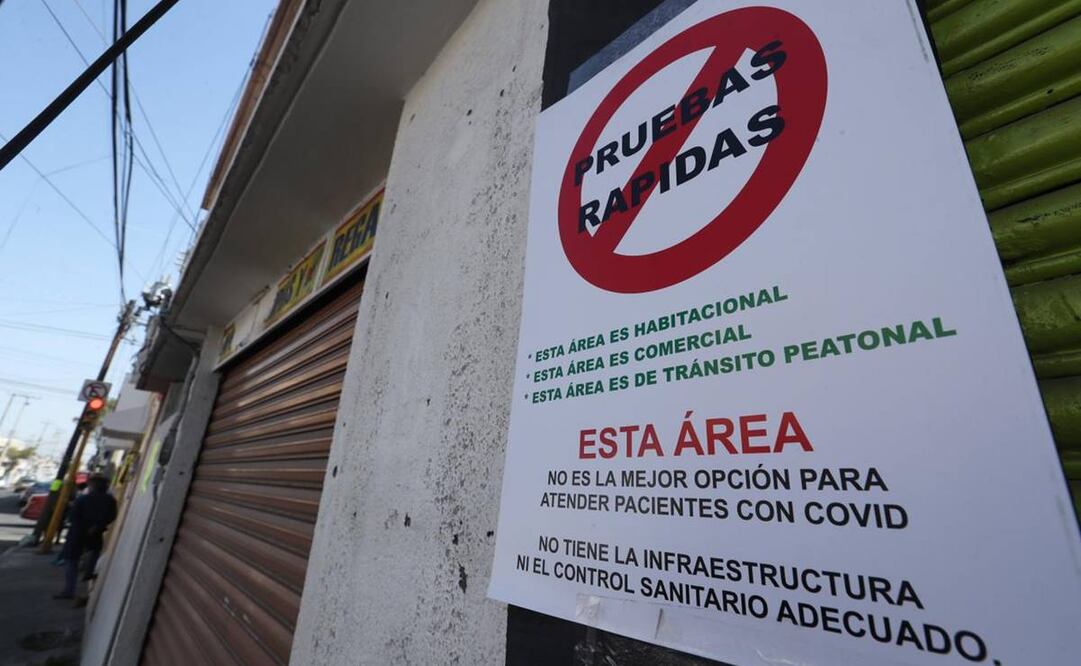 PRUEBAS
RAPIDAS
* ESTA ÁREA ES HABITACIONAL
* ESTA ÁREA ES COMERCIAL
* ESTA ÁREA ES DE TRÁNSITO PEATONAL
ESTA ÁREA
NO ES LA MEJOR OPCIÓN PARA
ATENDER PACIENTES CON COVID
NO TIENE LA INFRAESTRUCTURA
NI EL CONTROL SANITARIO ADECUADO.
Y REGA